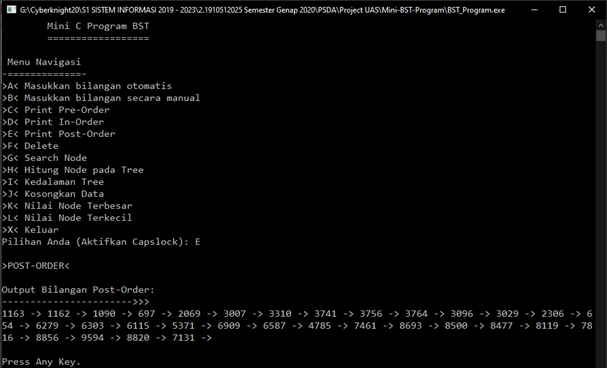 G:\Cyberknight20\S1 SISTEM INFORMASI 2019 - 2023\2.1910512025 Semester Genap 2020\PSDA\Project UAS\Mini-BST-Program\BST_Program.exe
Mini C Program BST
==================
Menu Navigasi
-=============-
>A< Masukkan bilangan otomatis
>B< Masukkan bilangan secara manual
>C< Print Pre-Order
>D< Print In-Order
>E< Print Post-Order
>F< Delete
>G< Search Node
>H< Hitung Node pada Tree
>I< Kedalaman Tree
>J< Kosongkan Data
>K< Nilai Node Terbesar
>L< Nilai Node Terkecil
>X< Keluar
Pilihan Anda (Aktifkan Capslock): E
>POST-ORDER<
Output Bilangan Post-Order:
----------------------->>>
1163 -> 1162 -> 1090 -> 697 -> 2069 -> 3007 -> 3310 -> 3741 -> 3756 -> 3764 -> 3096 -> 3029 -> 2306 -> 6
54 -> 6279 -> 6303 -> 6115 -> 5371 -> 6909 -> 6587 -> 4785 -> 7461 -> 8693 -> 8500 -> 8477 -> 8119 -> 78
16 -> 8856 -> 9594 -> 8820 -> 7131 ->
Press Any Key.